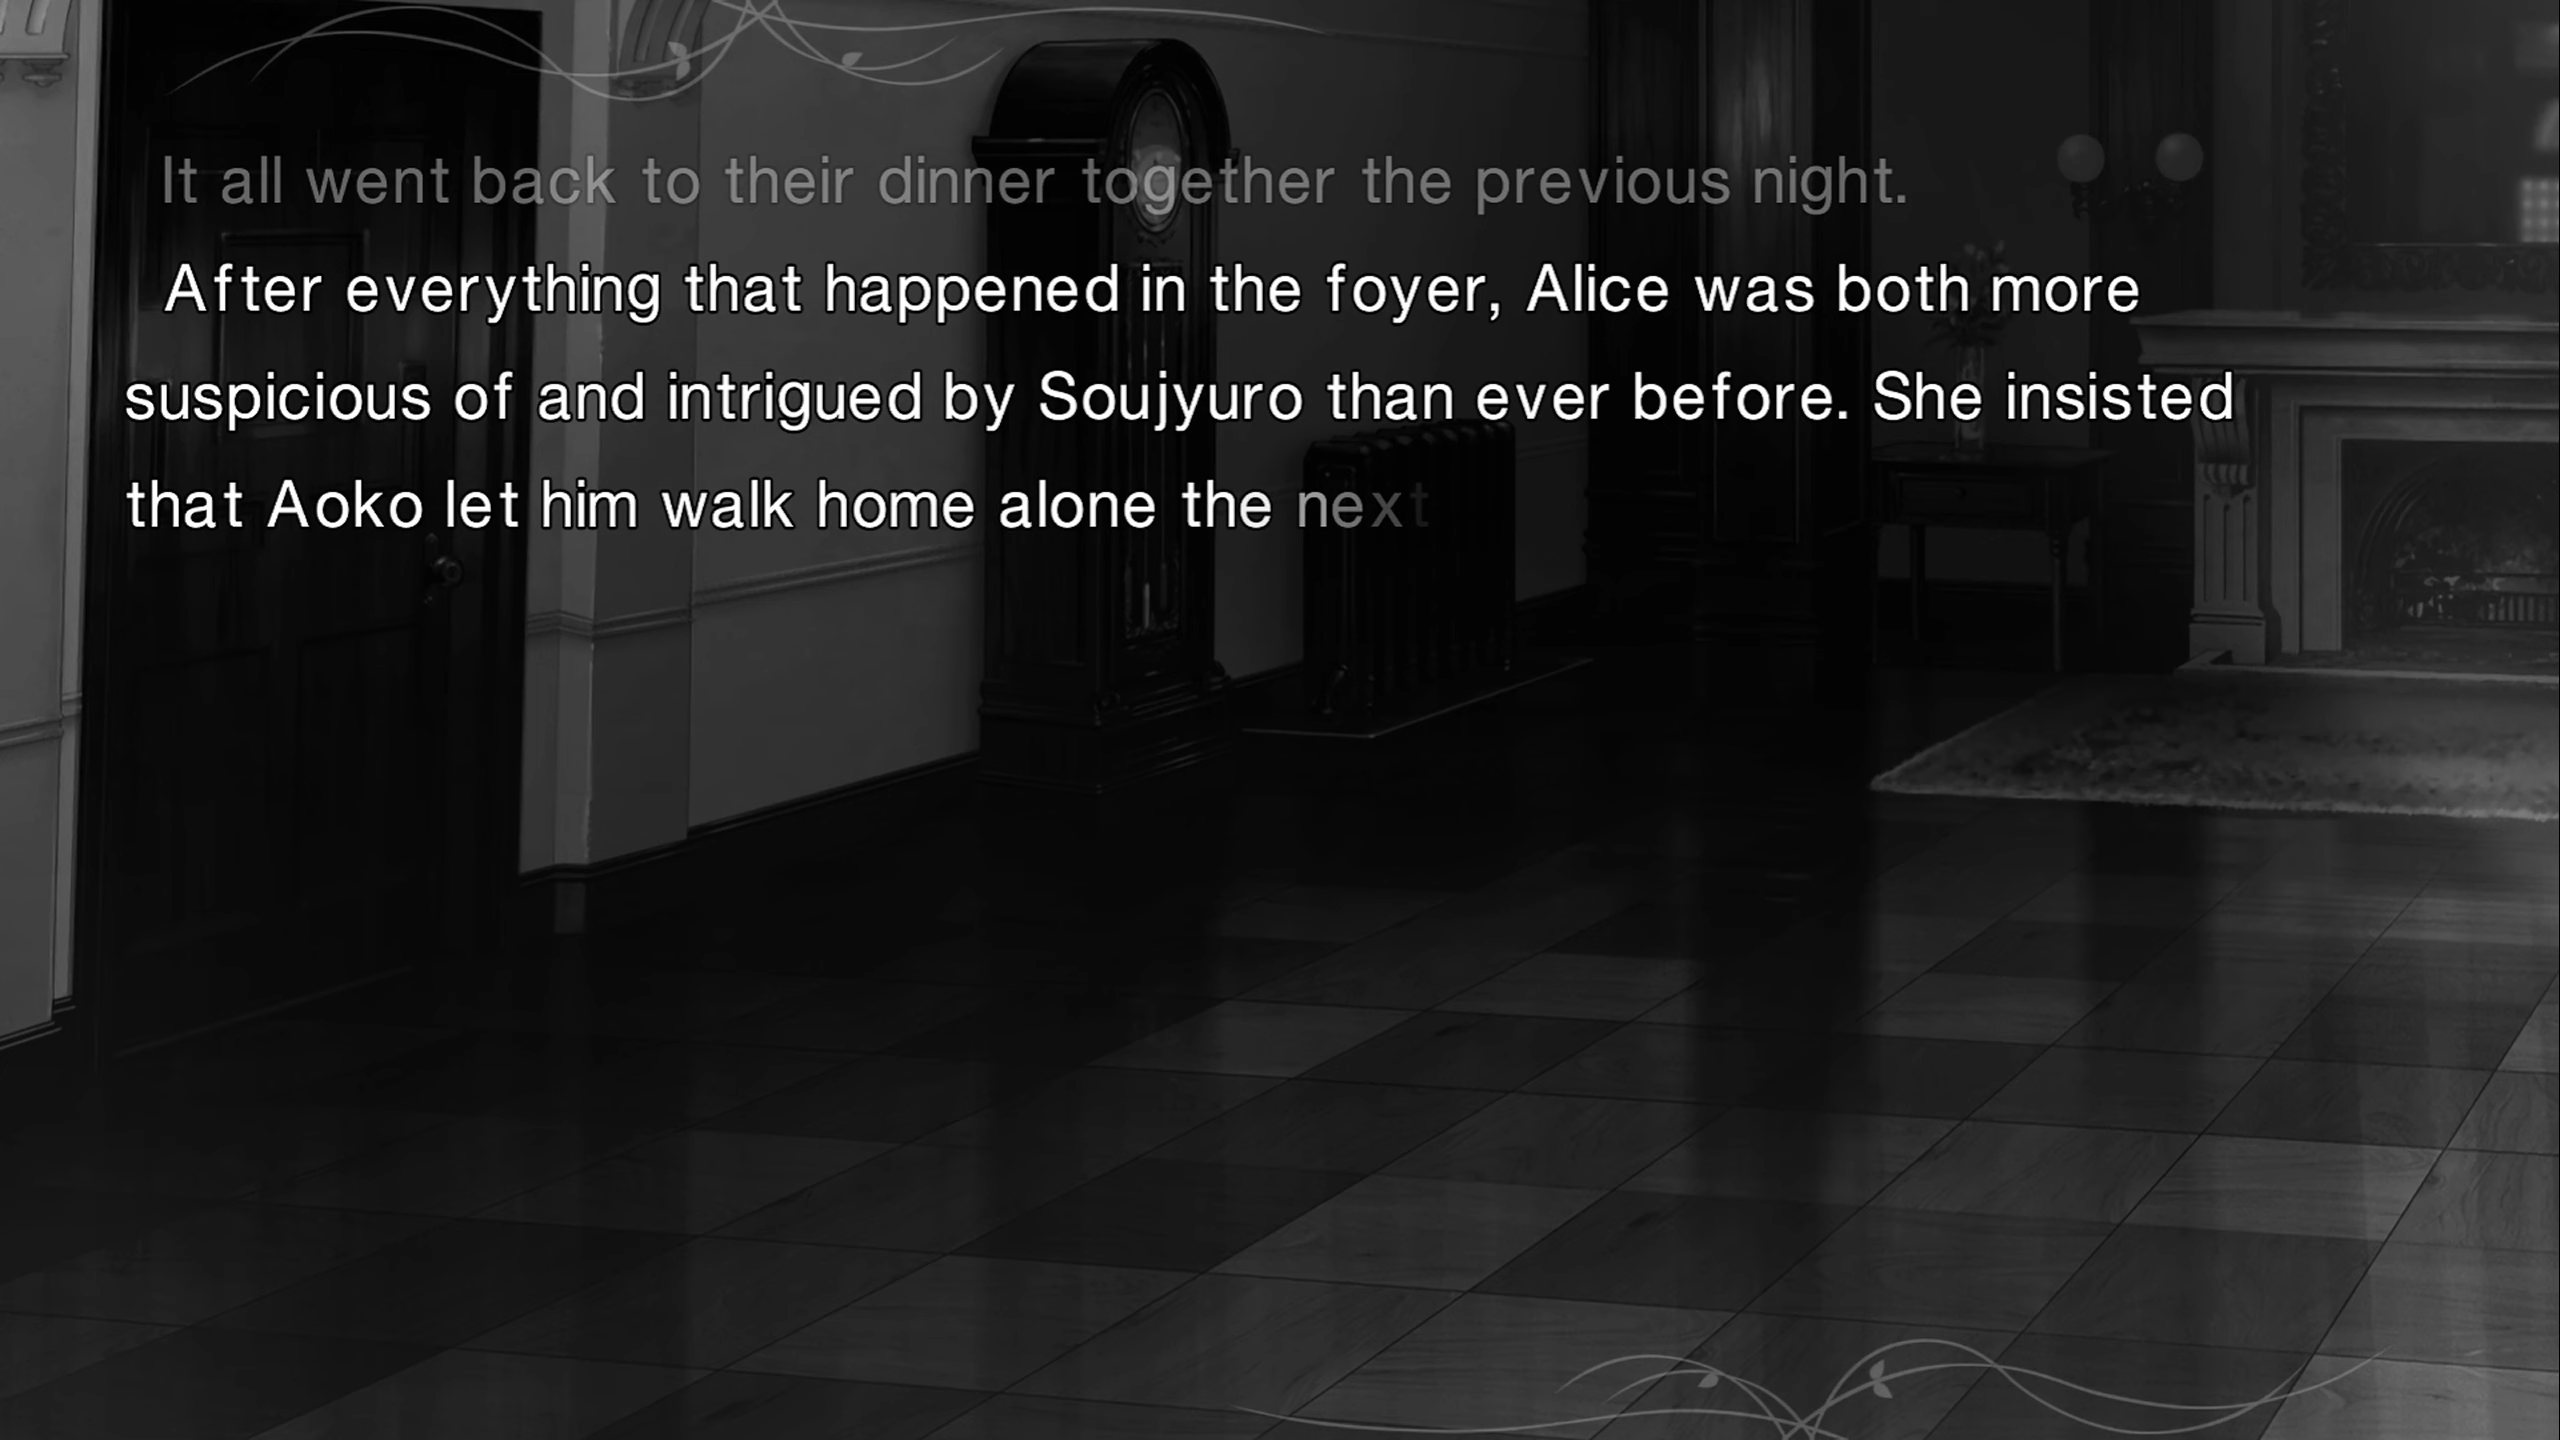 It all went back to their dinner together the previous night.
After everything that happened in the foyer, Alice was both more
suspicious of and intrigued by Soujyuro than ever before. She insisted
that Aoko let him walk home alone the next